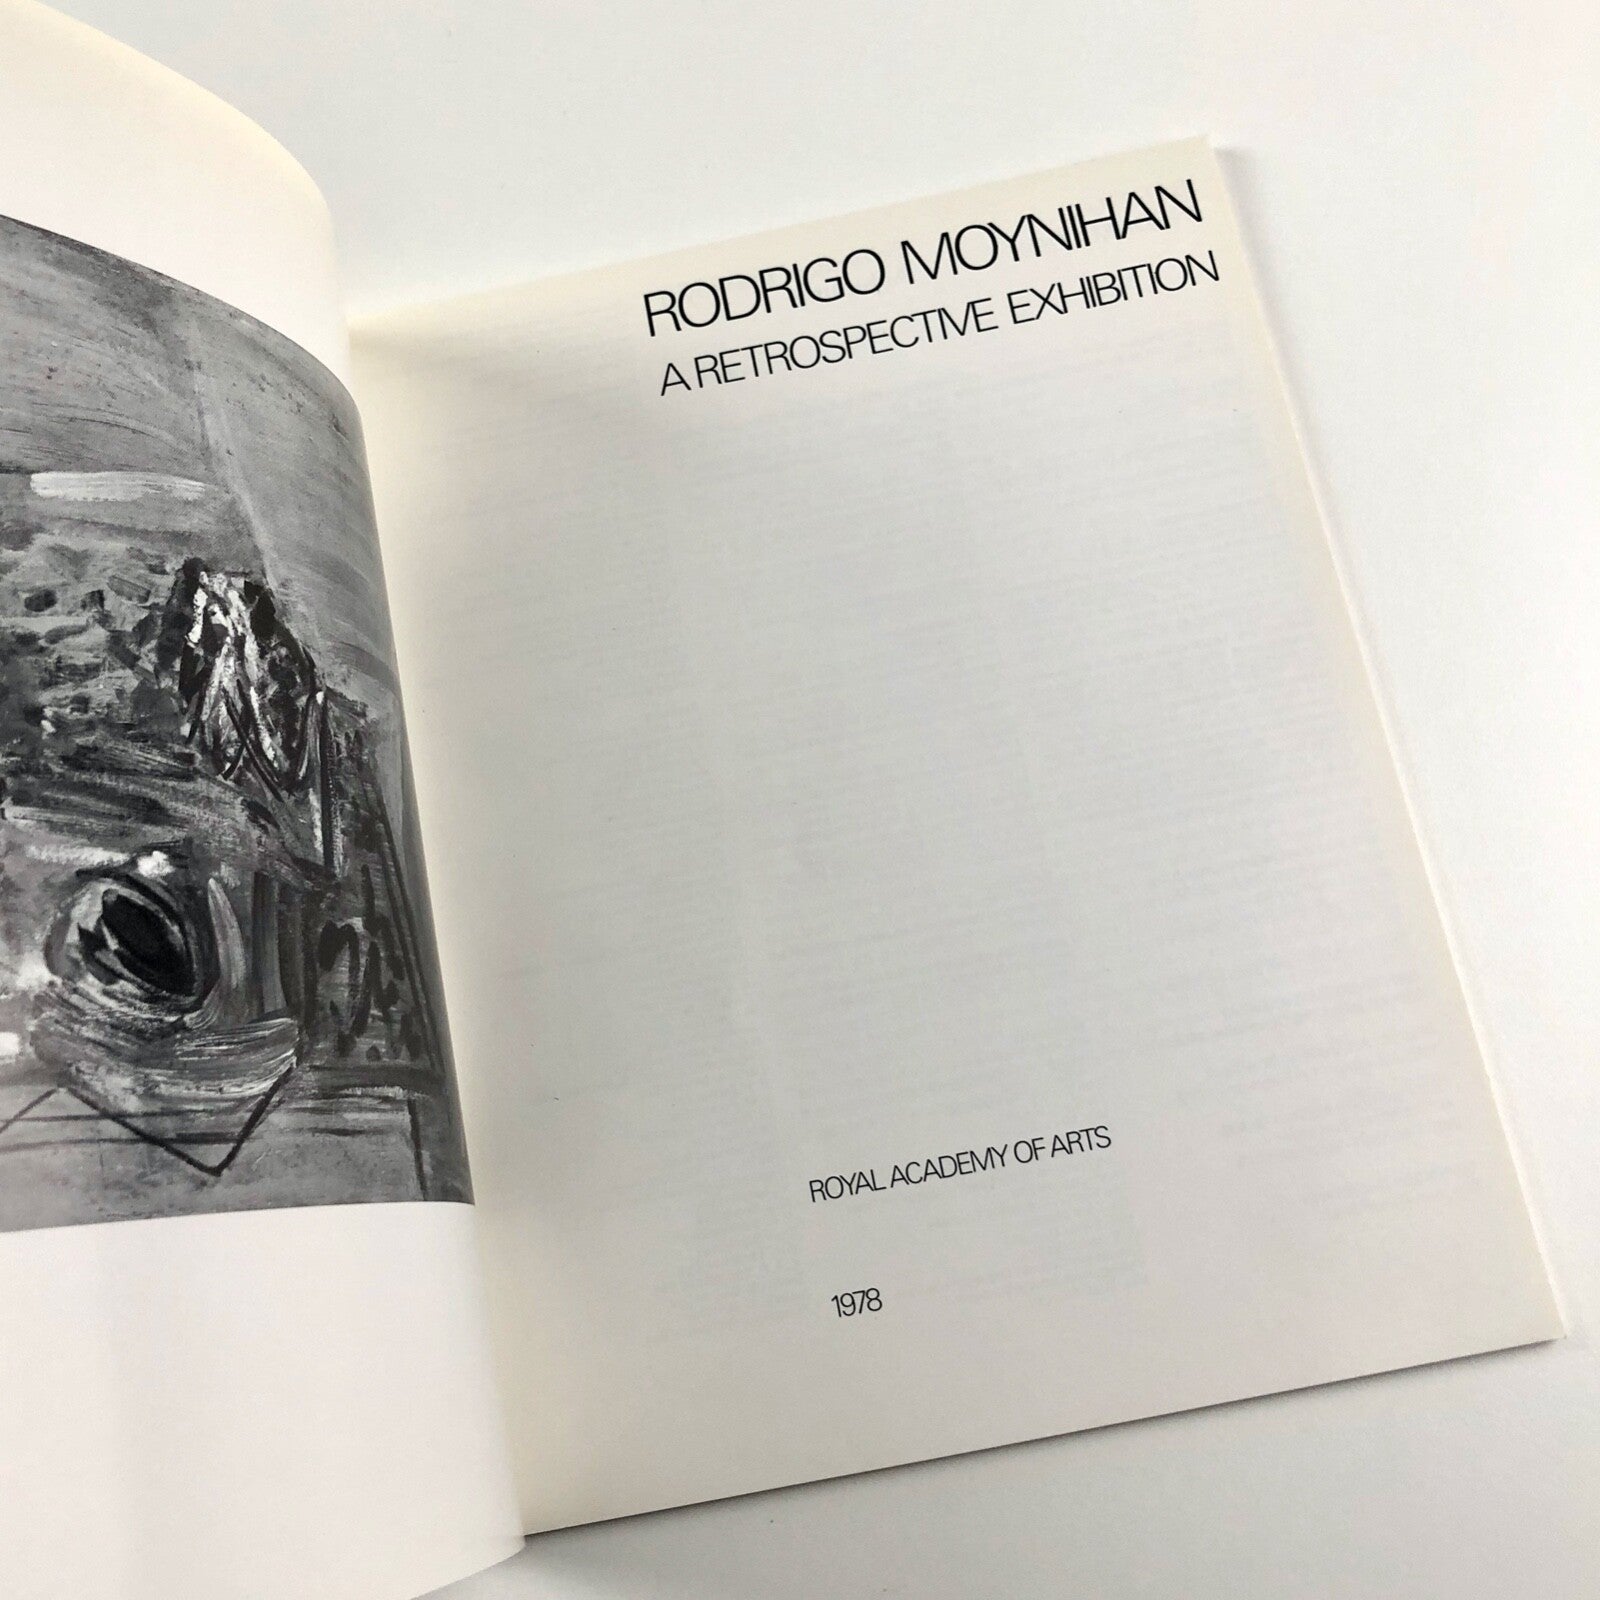 RODRIGO MOYNIHAN
A RETROSPECTIVE EXHIBITION
ROYAL ACADEMY OF ARTS
1978